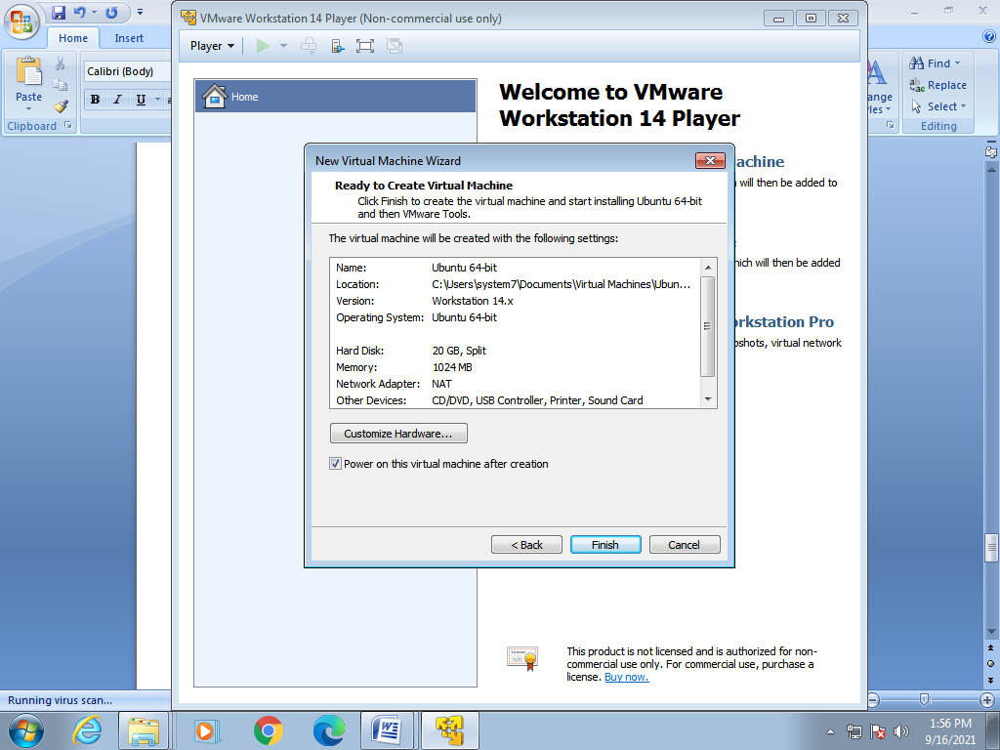 VMware Workstation 14 Player (Non-commercial use only)
Home
Insert
Player
Calibri (Body)
Paste
B I U
Clipboard
Find
Replace
Select
Editing
Home
Welcome to VMware
Workstation 14 Player
New Virtual Machine Wizard
Ready to Create Virtual Machine
Click Finish to create the virtual machine and start installing Ubuntu 64-bit
and then VMware Tools.
The virtual machine will be created with the following settings:
Name: Ubuntu 64-bit
Location: C:\Users\system7\Documents\Virtual Machines\Ubun...
Version: Workstation 14.x
Operating System: Ubuntu 64-bit
Hard Disk: 20 GB, Split
Memory: 1024 MB
Network Adapter: NAT
Other Devices: CD/DVD, USB Controller, Printer, Sound Card
Customize Hardware...
Power on this virtual machine after creation
< Back
Finish
Cancel
achine
will then be added to
hich will then be added
rkstation Pro
shots, virtual network
This product is not licensed and is authorized for non-
commercial use only. For commercial use, purchase a
license. Buy now.
Running virus scan...
1:56 PM
9/16/2021